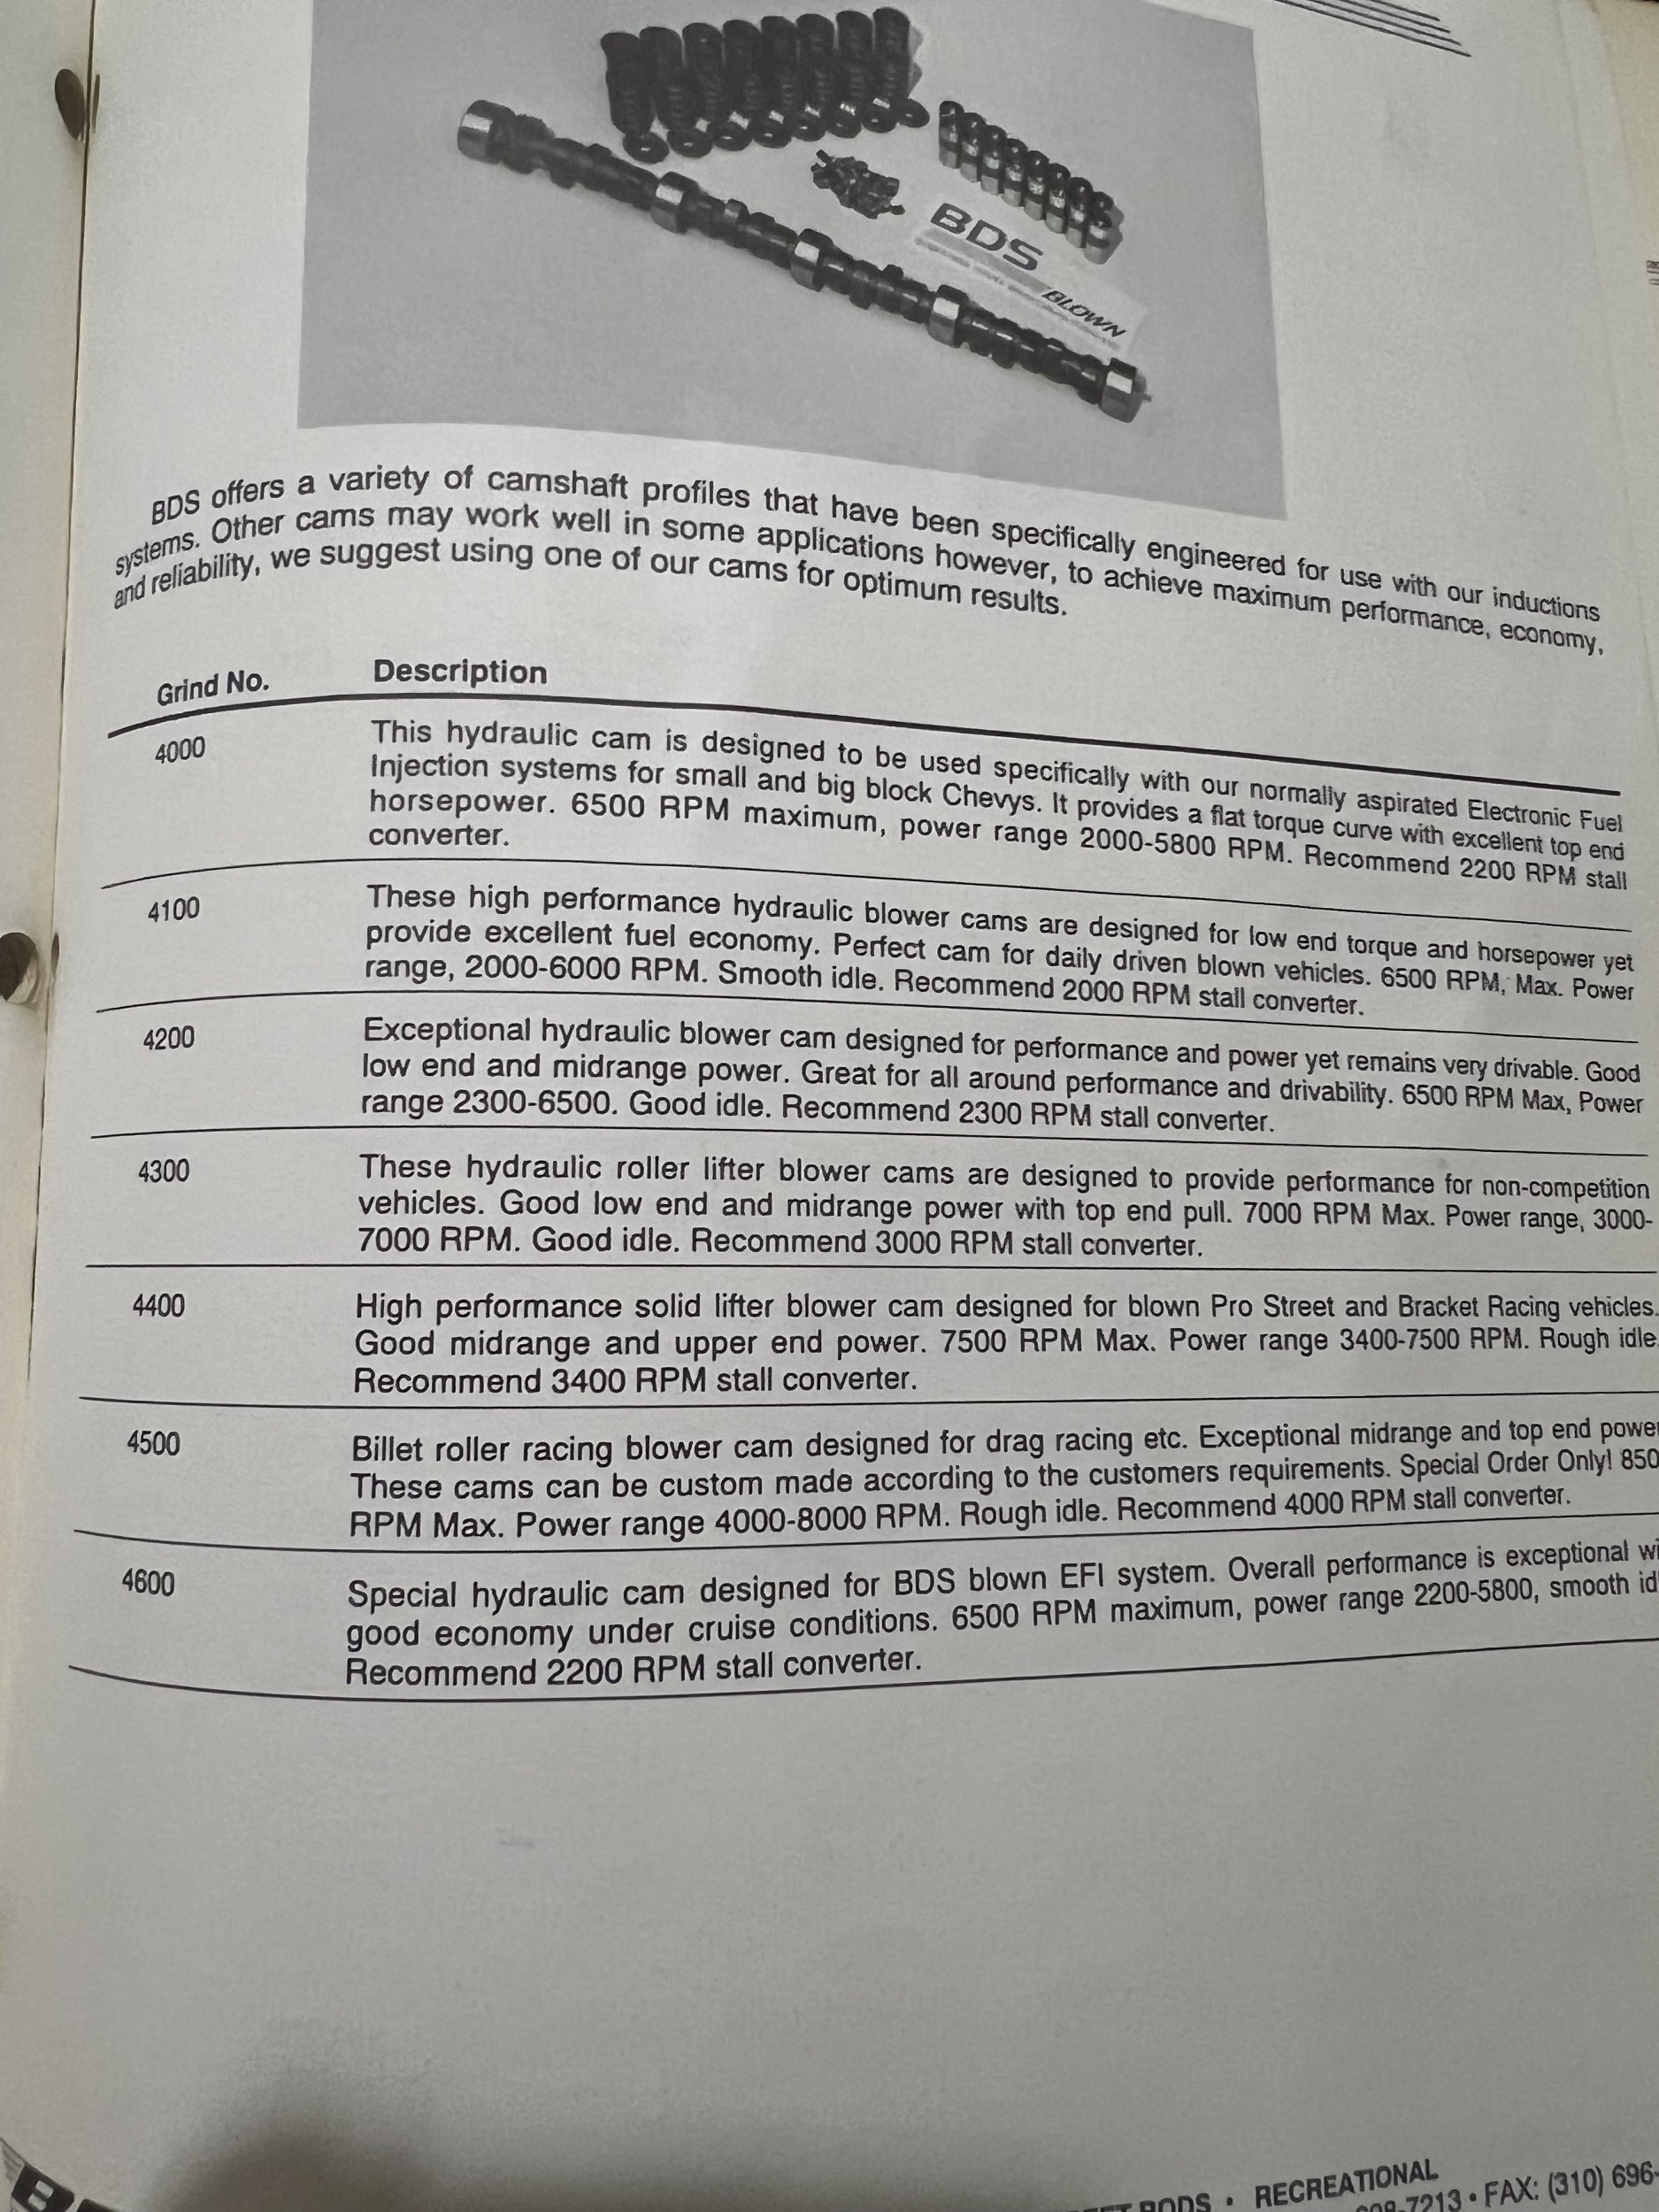 BDS
BLOWN
BDS offers a variety of camshaft profiles that have been specifically engineered for use with our inductions
systems. Other cams may work well in some applications however, to achieve maximum performance, economy,
and reliability, we suggest using one of our cams for optimum results.
Grind No. Description
4000 This hydraulic cam is designed to be used specifically with our normally aspirated Electronic Fuel
Injection systems for small and big block Chevys. It provides a flat torque curve with excellent top end
horsepower. 6500 RPM maximum, power range 2000-5800 RPM. Recommend 2200 RPM stall
converter.
4100 These high performance hydraulic blower cams are designed for low end torque and horsepower yet
provide excellent fuel economy. Perfect cam for daily driven blown vehicles. 6500 RPM, Max. Power
range, 2000-6000 RPM. Smooth idle. Recommend 2000 RPM stall converter.
4200 Exceptional hydraulic blower cam designed for performance and power yet remains very drivable. Good
low end and midrange power. Great for all around performance and drivability. 6500 RPM Max, Power
range 2300-6500. Good idle. Recommend 2300 RPM stall converter.
4300 These hydraulic roller lifter blower cams are designed to provide performance for non-competition
vehicles. Good low end and midrange power with top end pull. 7000 RPM Max. Power range, 3000-
7000 RPM. Good idle. Recommend 3000 RPM stall converter.
4400 High performance solid lifter blower cam designed for blown Pro Street and Bracket Racing vehicles.
Good midrange and upper end power. 7500 RPM Max. Power range 3400-7500 RPM. Rough idle.
Recommend 3400 RPM stall converter.
4500 Billet roller racing blower cam designed for drag racing etc. Exceptional midrange and top end power
These cams can be custom made according to the customers requirements. Special Order Only! 850
RPM Max. Power range 4000-8000 RPM. Rough idle. Recommend 4000 RPM stall converter.
4600 Special hydraulic cam designed for BDS blown EFI system. Overall performance is exceptional wi
good economy under cruise conditions. 6500 RPM maximum, power range 2200-5800, smooth id
Recommend 2200 RPM stall converter.
RODS • RECREATIONAL
7213 • FAX: (310) 696-